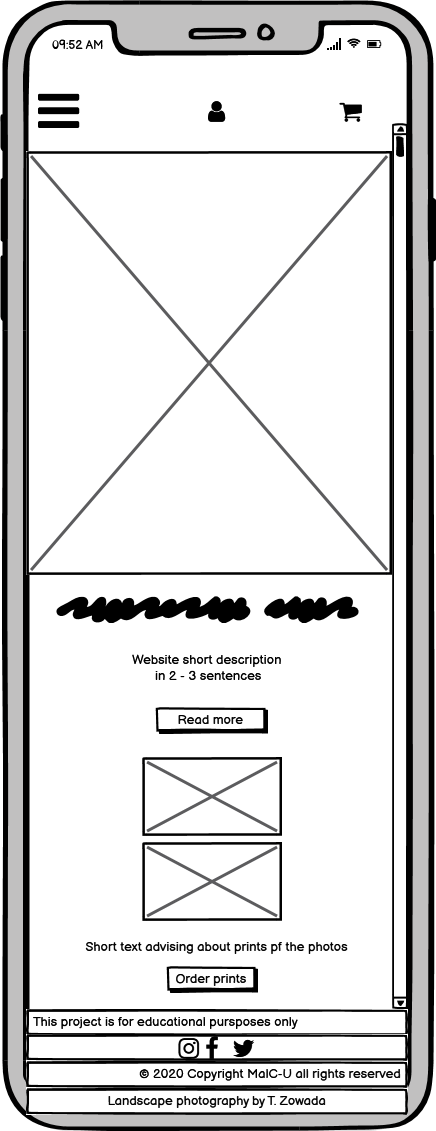 09:52 AM
Website short description
in 2 - 3 sentences
Read more
Short text advising about prints pf the photos
Order prints
This project is for educational pursposes only
© 2020 Copyright MalC-U all rights reserved
Landscape photography by T. Zowada